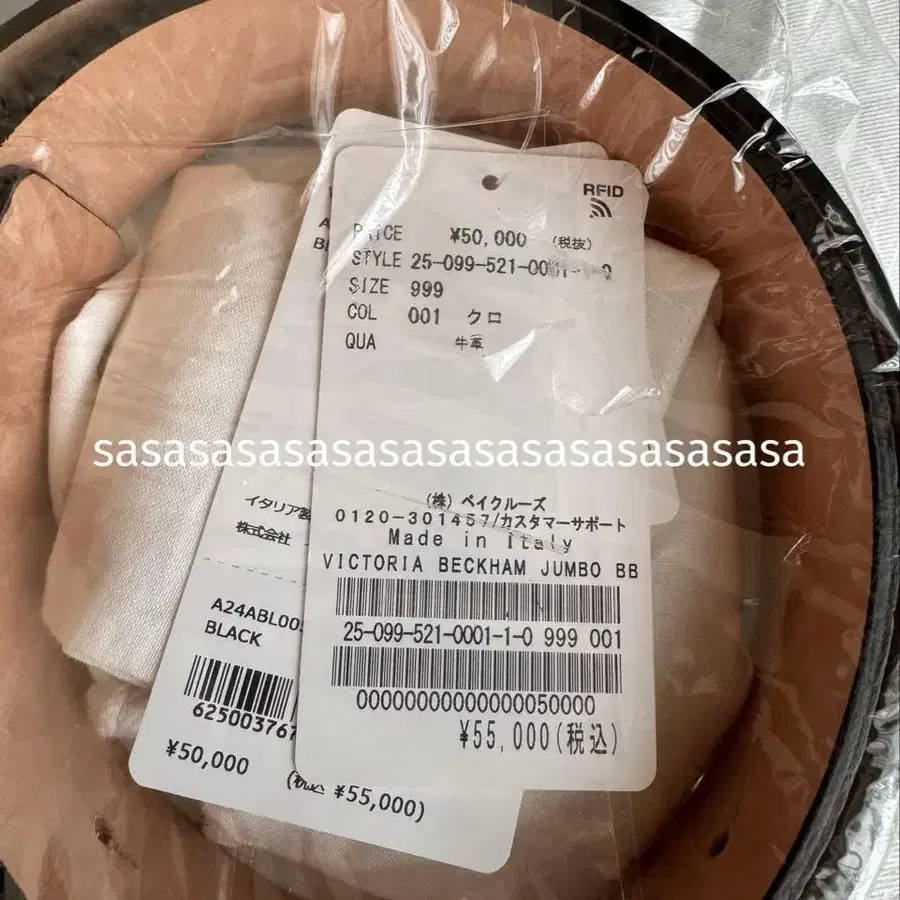 RFID
PRICE ¥50,000 (税抜)
STYLE 25-099-521-0001-1-0
SIZE 999
COL 001 クロ
QUA 牛革
sasasasasasasasasasasasasasasa
(株) ベイクルーズ
0120-301457/カスタマーサポート
Made in Italy
VICTORIA BECKHAM JUMBO BB
25-099-521-0001-1-0 999 001
00000000000000050000
¥55,000(税込)
イタリア製
株式会社
A24ABL00
BLACK
62500376
¥50,000
(税込 ¥55,000)